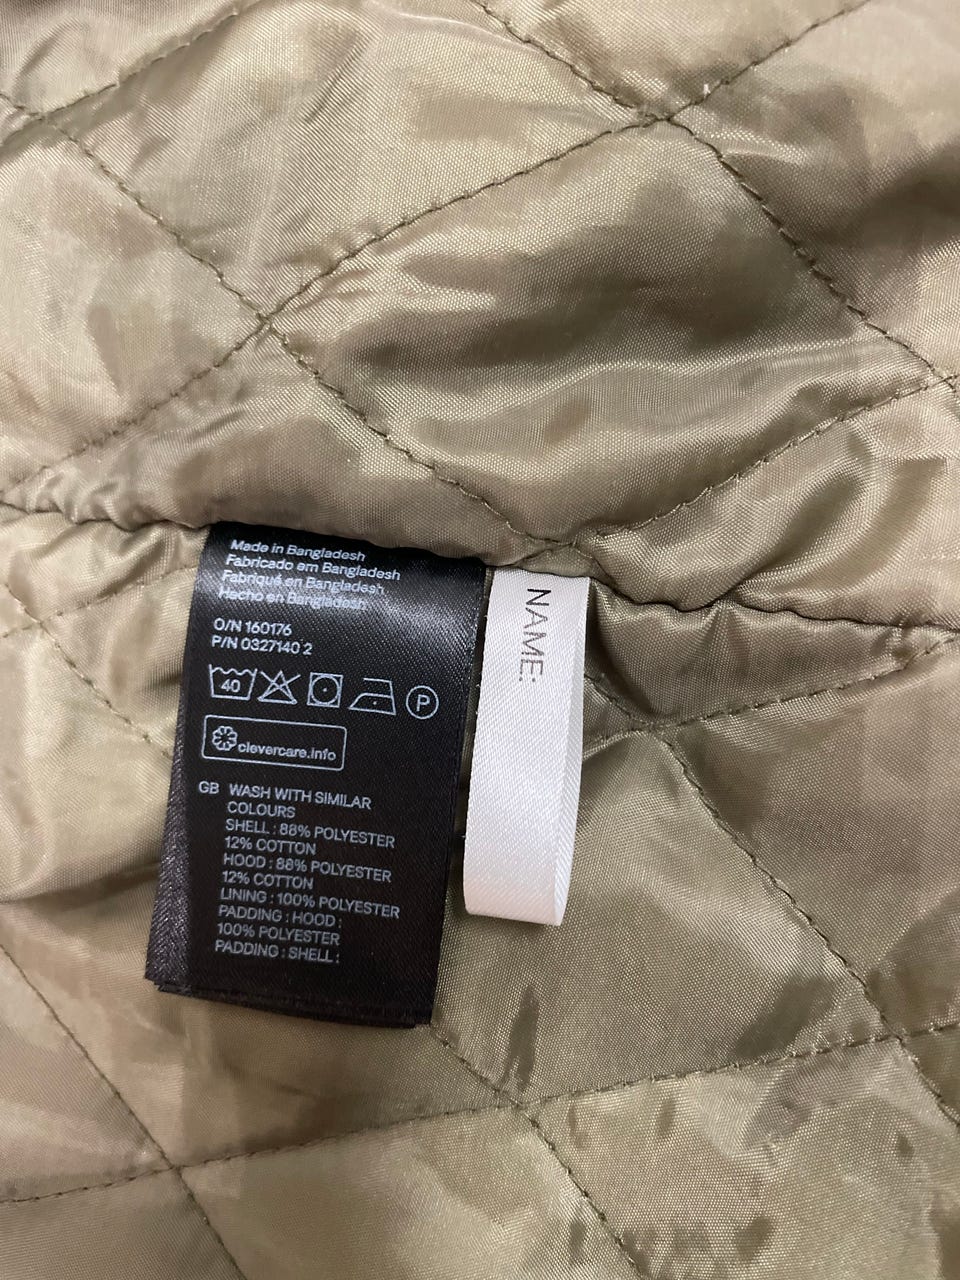 Made in Bangladesh
Fabricado em Bangladesh
Fabriqué en Bangladesh
Hecho en Bangladesh
O/N 160176
P/N 0327140 2
40 P
clevercare.info
GB WASH WITH SIMILAR
COLOURS
SHELL : 88% POLYESTER
12% COTTON
HOOD : 88% POLYESTER
12% COTTON
LINING : 100% POLYESTER
PADDING : HOOD :
100% POLYESTER
PADDING : SHELL :
NAME: